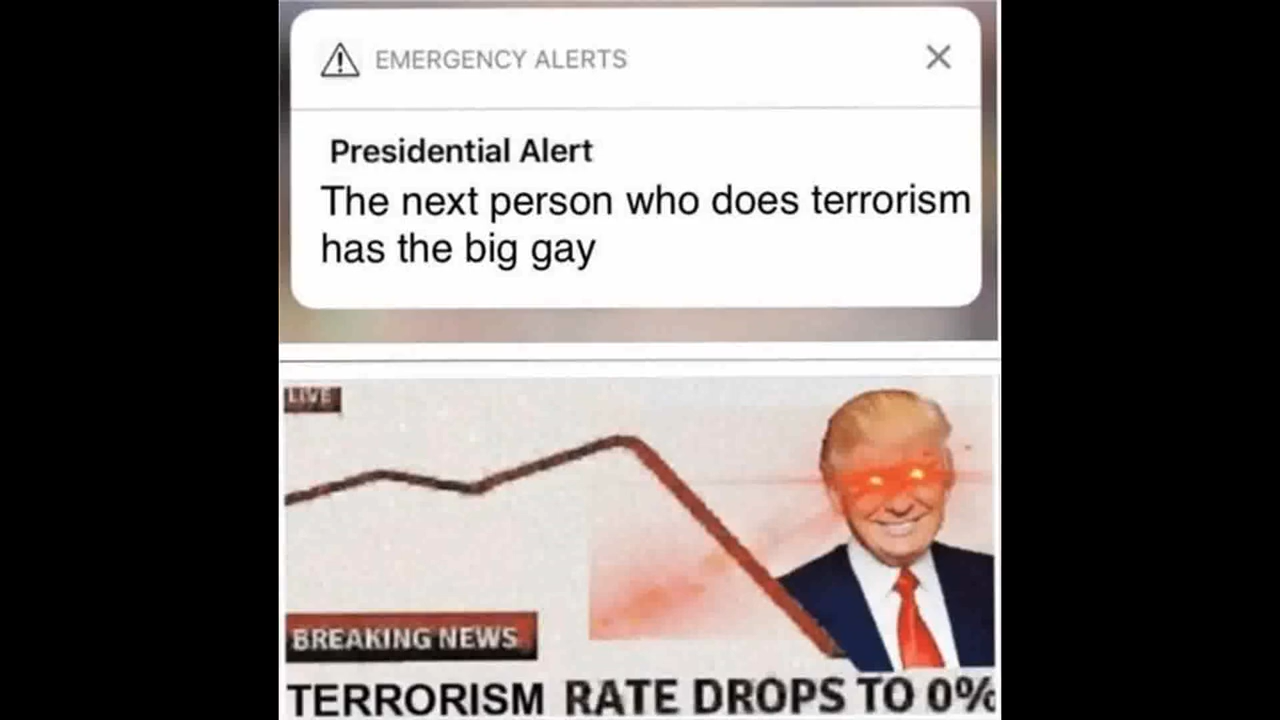 EMERGENCY ALERTS
Presidential Alert
The next person who does terrorism
has the big gay
LIVE
BREAKING NEWS
TERRORISM RATE DROPS TO 0%